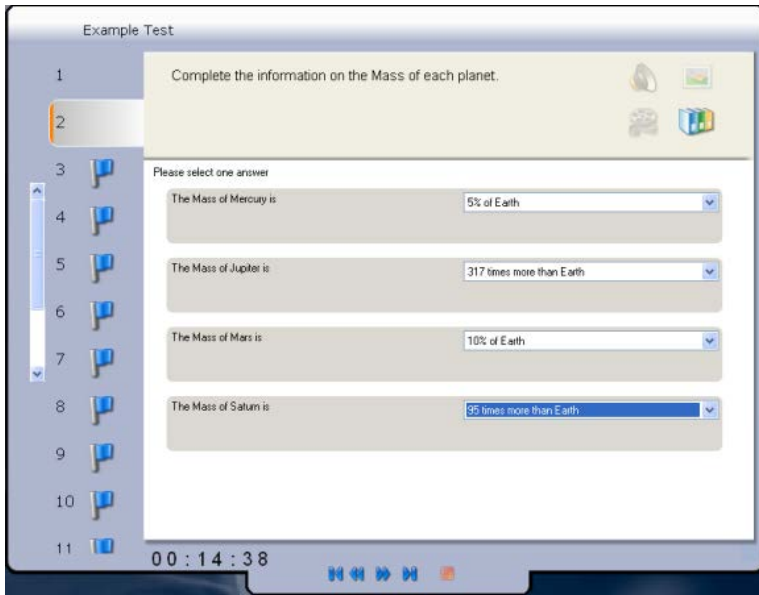 Example Test
1
2
3
4
5
6
7
8
9
10
11
Complete the information on the Mass of each planet.
Please select one answer
The Mass of Mercury is
5% of Earth
The Mass of Jupiter is
317 times more than Earth
The Mass of Mars is
10% of Earth
The Mass of Saturn is
95 times more than Earth
00:14:38